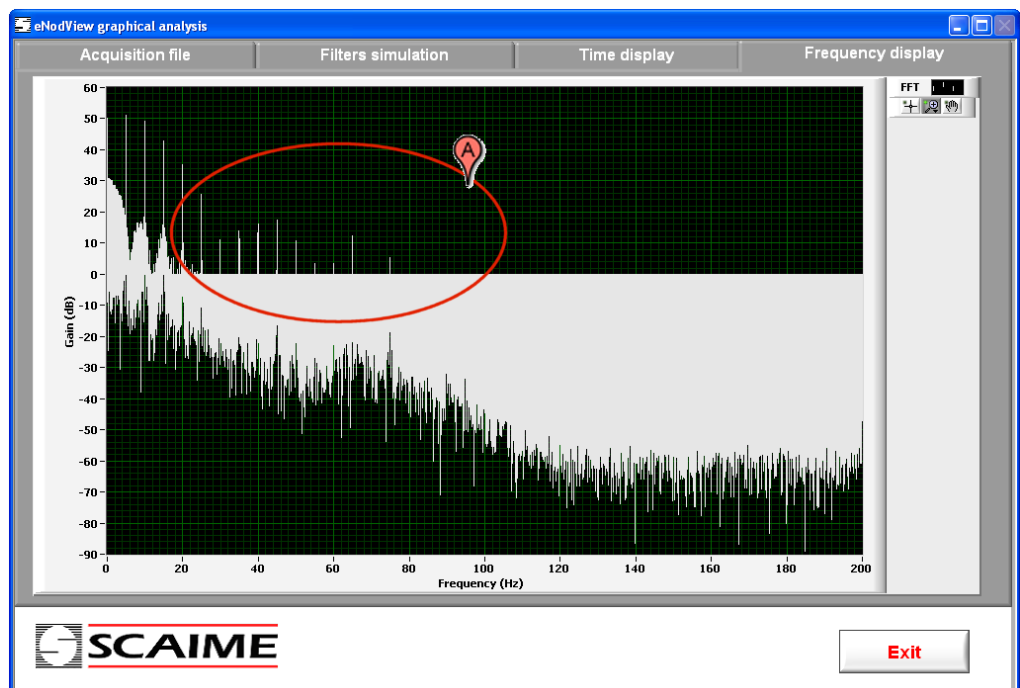 eNodView graphical analysis
Acquisition file
Filters simulation
Time display
Frequency display
FFT
A
60
50
40
30
20
10
0
-10
-20
-30
-40
-50
-60
-70
-80
-90
Gain (dB)
0 20 40 60 80 100 120 140 160 180 200
Frequency (Hz)
SCAIME
Exit